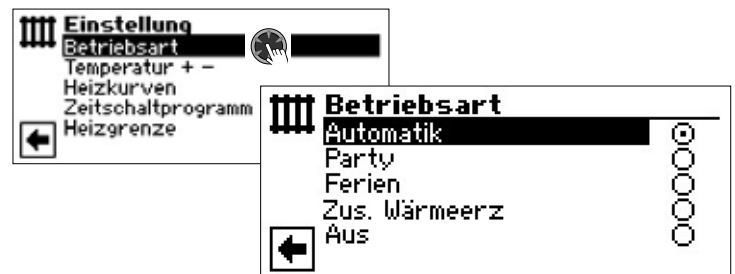 Einstellung
Betriebsart
Temperatur + -
Heizkurven
Zeitschaltprogramm
Heizgrenze
Betriebsart
Automatik
Party
Ferien
Zus. Wärmeerz
Aus